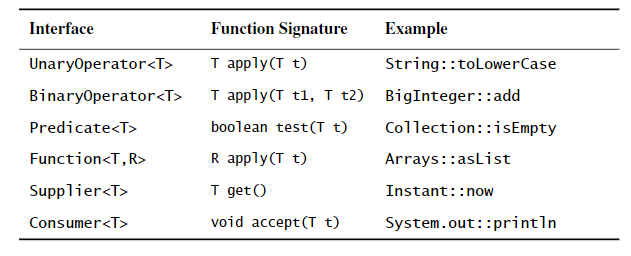 Interface Function Signature Example
UnaryOperator<T> T apply(T t) String::toLowerCase
BinaryOperator<T> T apply(T t1, T t2) BigInteger::add
Predicate<T> boolean test(T t) Collection::isEmpty
Function<T,R> R apply(T t) Arrays::asList
Supplier<T> T get() Instant::now
Consumer<T> void accept(T t) System.out::println